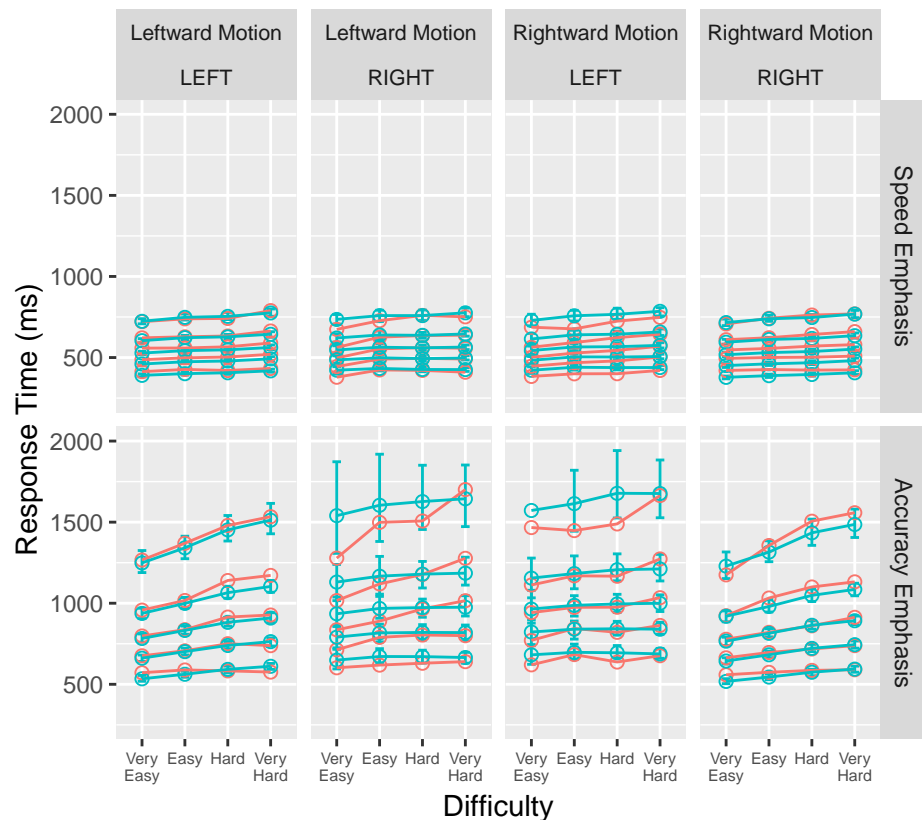 Leftward Motion
LEFT
Leftward Motion
RIGHT
Rightward Motion
LEFT
Rightward Motion
RIGHT
Response Time (ms)
2000
1500
1000
500
Speed Emphasis
2000
1500
1000
500
Accuracy Emphasis
Very
Easy
Easy
Hard
Very
Hard
Very
Easy
Easy
Hard
Very
Hard
Very
Easy
Easy
Hard
Very
Hard
Very
Easy
Easy
Hard
Very
Hard
Difficulty